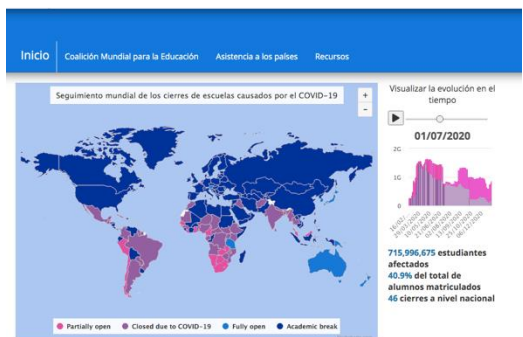 Inicio
Coalición Mundial para la Educación
Asistencia a los países
Recursos
Seguimiento mundial de los cierres de escuelas causados por el COVID-19
+
-
Visualizar la evolución en el
tiempo
01/07/2020
2G
1G
0
715,996,675 estudiantes
afectados
40.9% del total de
alumnos matriculados
46 cierres a nivel nacional
Partially open
Closed due to COVID-19
Fully open
Academic break